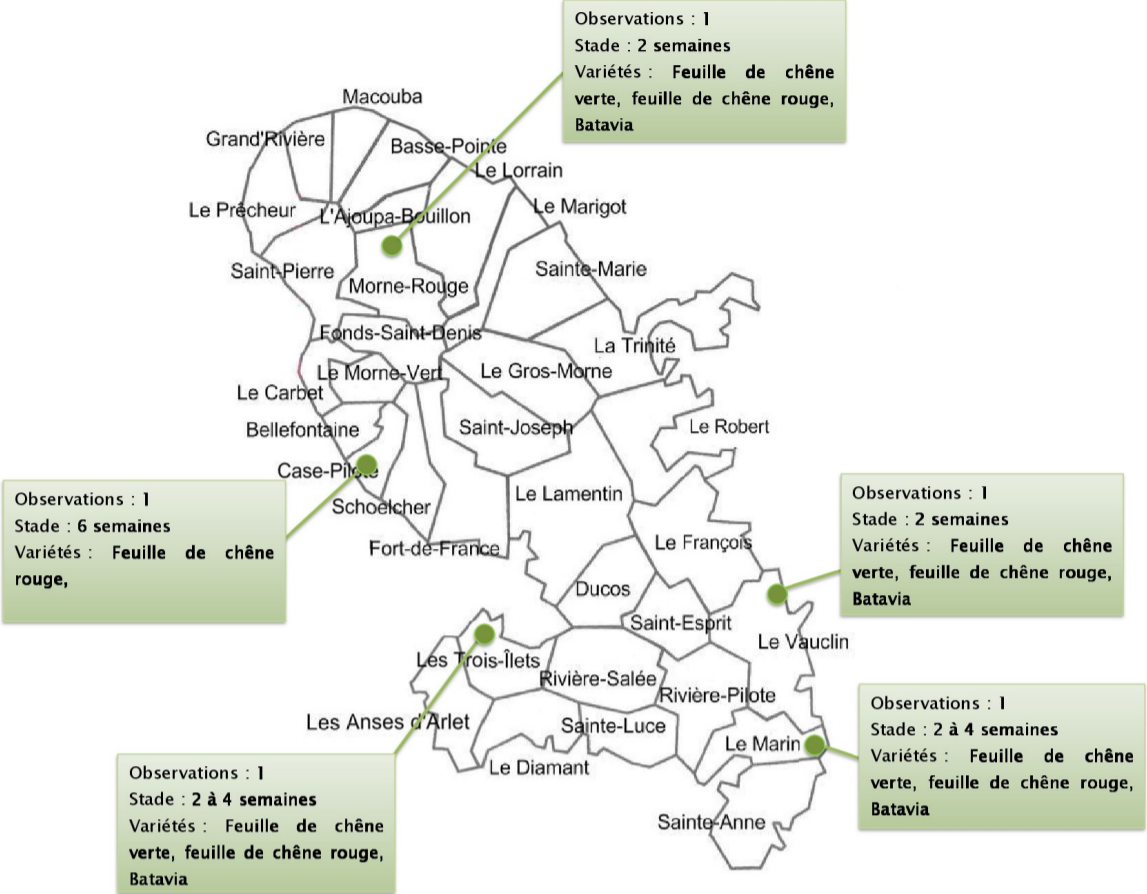 Observations : 1
Stade : 2 semaines
Variétés : Feuille de chêne
verte, feuille de chêne rouge,
Batavia
Macouba
Grand'Rivière
Basse-Pointe
Le Lorrain
Le Prêcheur
L'Ajoupa-Bouillon
Le Marigot
Saint-Pierre
Morne-Rouge
Sainte-Marie
Fonds-Saint-Denis
La Trinité
Le Morne-Vert
Le Gros-Morne
Le Carbet
Bellefontaine
Saint-Joseph
Le Robert
Case-Pilote
Schoelcher
Le Lamentin
Fort-de-France
Le François
Observations : 1
Stade : 6 semaines
Variétés : Feuille de chêne
rouge,
Observations : 1
Stade : 2 semaines
Variétés : Feuille de chêne
verte, feuille de chêne rouge,
Batavia
Ducos
Saint-Esprit
Le Vauclin
Les Trois-Îlets
Rivière-Salée
Rivière-Pilote
Les Anses d'Arlet
Sainte-Luce
Le Marin
Le Diamant
Sainte-Anne
Observations : 1
Stade : 2 à 4 semaines
Variétés : Feuille de chêne
verte, feuille de chêne rouge,
Batavia
Observations : 1
Stade : 2 à 4 semaines
Variétés : Feuille de chêne
verte, feuille de chêne rouge,
Batavia